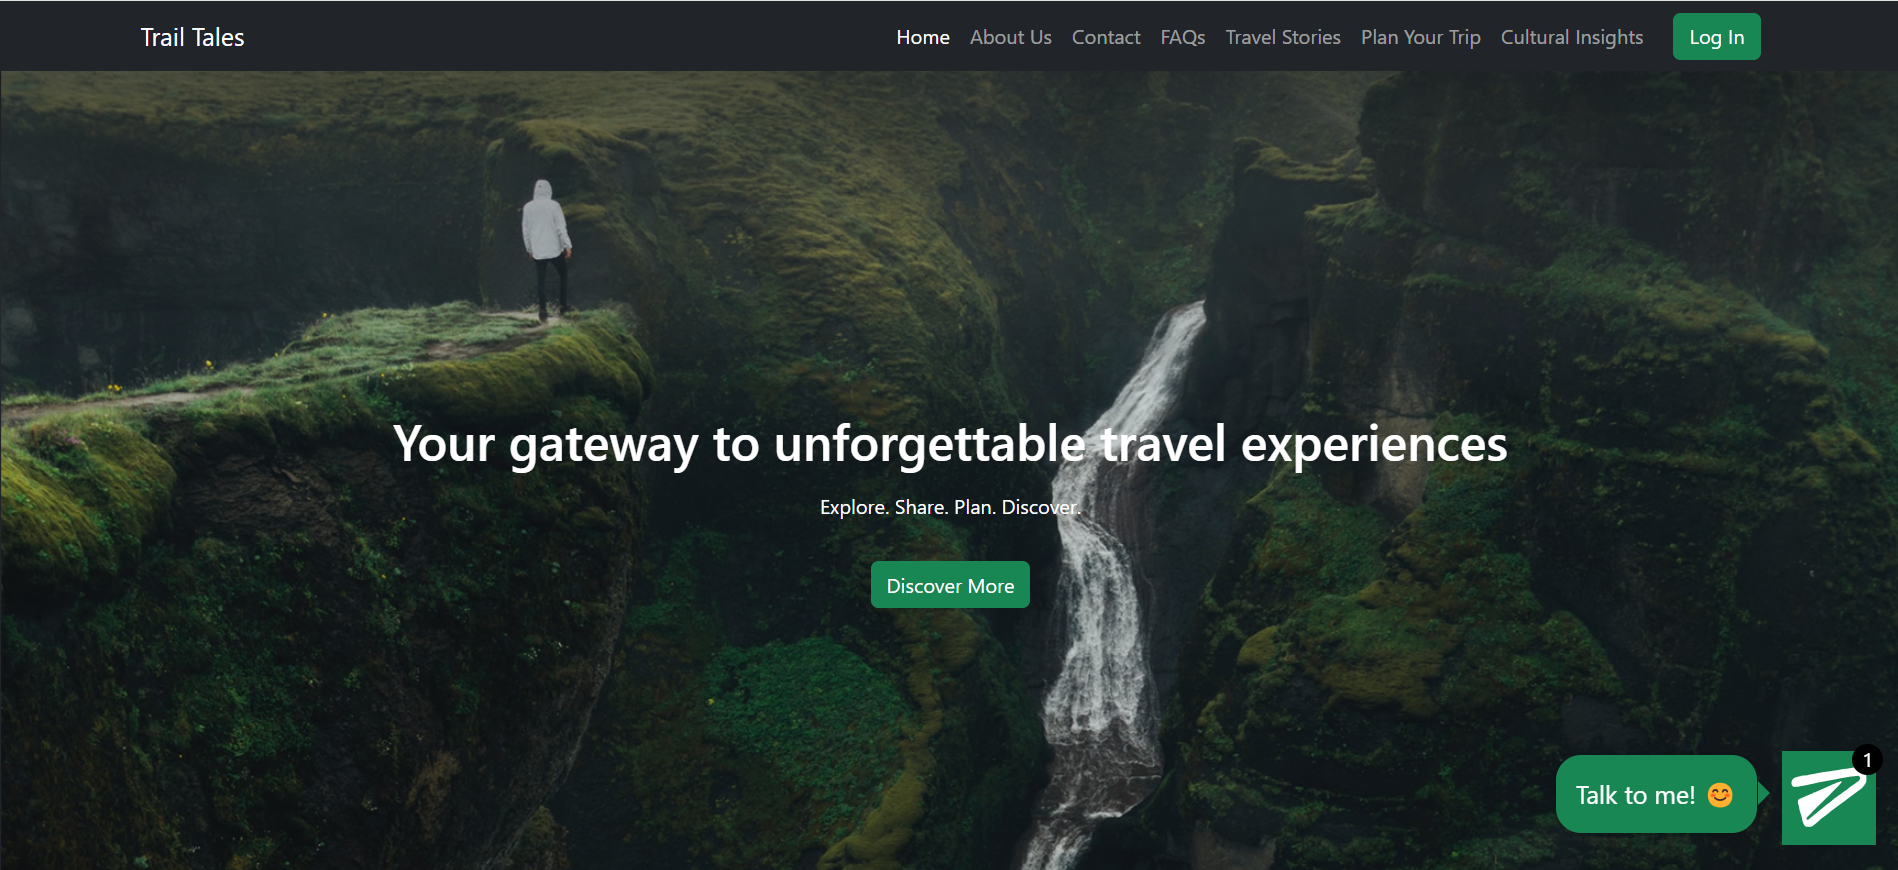 Trail Tales Home About Us Contact FAQs Travel Stories Plan Your Trip Cultural Insights Log In
Your gateway to unforgettable travel experiences
Explore. Share. Plan. Discover.
Discover More
1
Talk to me! 😊